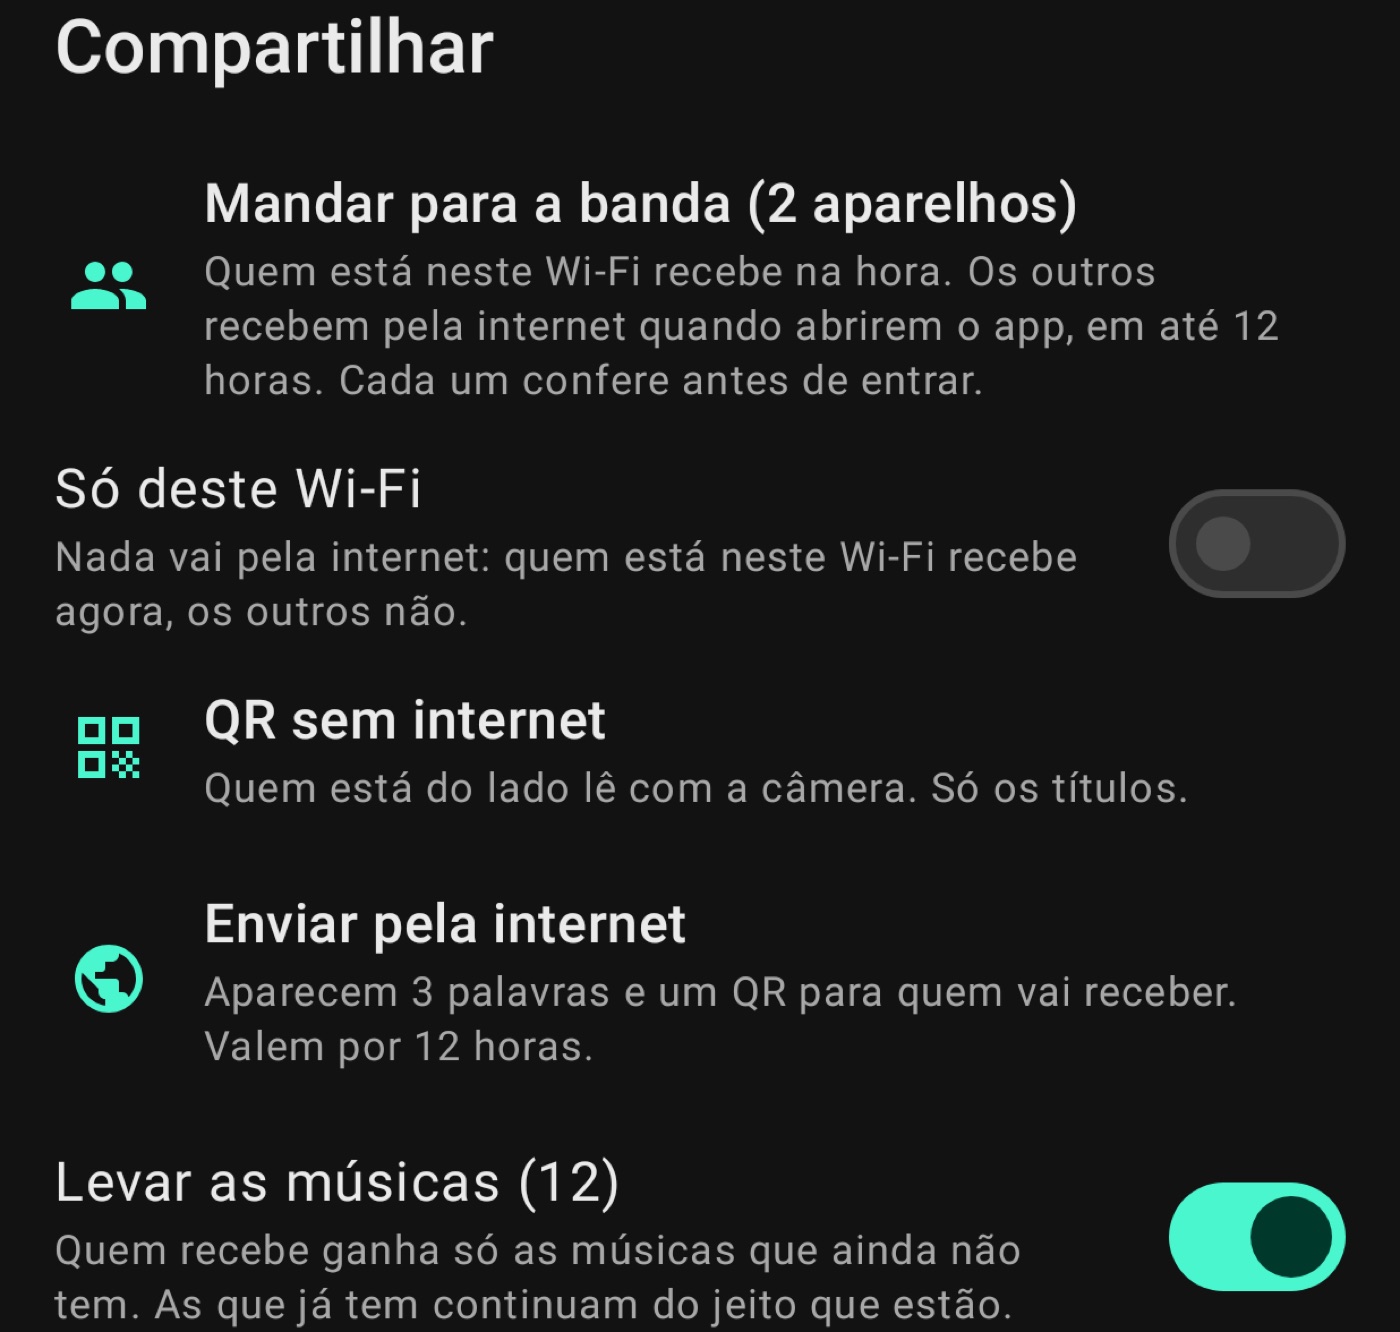 Compartilhar
Mandar para a banda (2 aparelhos)
Quem está neste Wi-Fi recebe na hora. Os outros
recebem pela internet quando abrirem o app, em até 12
horas. Cada um confere antes de entrar.
Só deste Wi-Fi
Nada vai pela internet: quem está neste Wi-Fi recebe
agora, os outros não.
QR sem internet
Quem está do lado lê com a câmera. Só os títulos.
Enviar pela internet
Aparecem 3 palavras e um QR para quem vai receber.
Valem por 12 horas.
Levar as músicas (12)
Quem recebe ganha só as músicas que ainda não
tem. As que já tem continuam do jeito que estão.